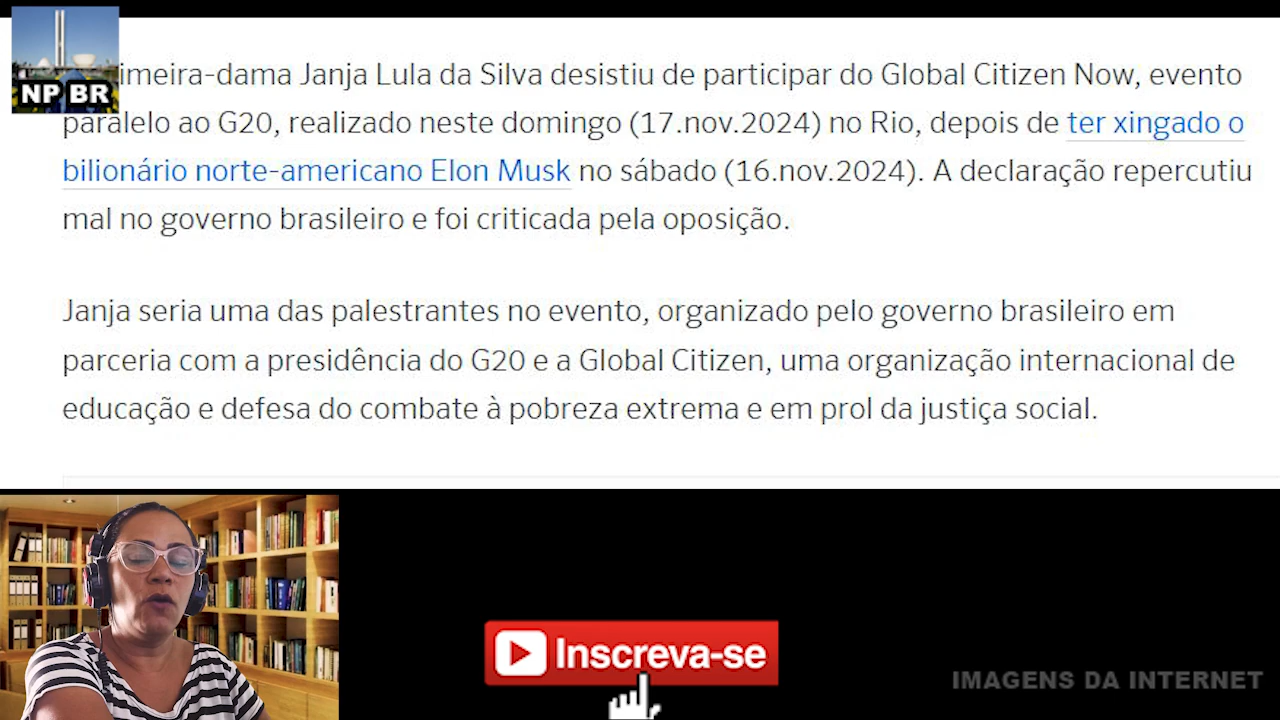 imeira-dama Janja Lula da Silva desistiu de participar do Global Citizen Now, evento
NP BR
paralelo ao G20, realizado neste domingo (17.nov.2024) no Rio, depois de ter xingado o
bilionário norte-americano Elon Musk no sábado (16.nov.2024). A declaração repercutiu
mal no governo brasileiro e foi criticada pela oposição.
Janja seria uma das palestrantes no evento, organizado pelo governo brasileiro em
parceria com a presidência do G20 e a Global Citizen, uma organização internacional de
educação e defesa do combate à pobreza extrema e em prol da justiça social.
Inscreva-se
IMAGENS DA INTERNET